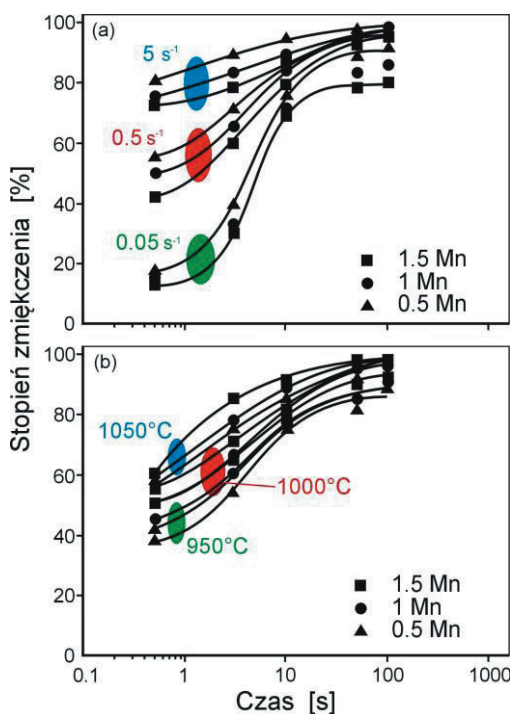 Stopień zmiękczenia [%]
(a)
100
80
60
40
20
0
5 s⁻¹
0.5 s⁻¹
0.05 s⁻¹
1.5 Mn
1 Mn
0.5 Mn
(b)
100
80
60
40
20
0
1050°C
1000°C
950°C
1.5 Mn
1 Mn
0.5 Mn
0.1 1 10 100 1000
Czas [s]